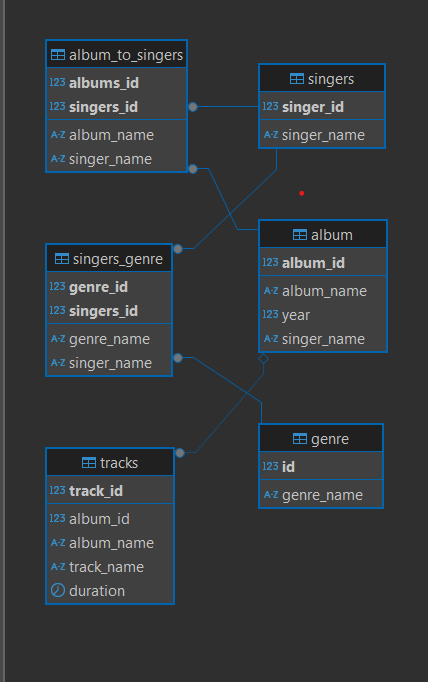 album_to_singers
123 albums_id
123 singers_id
A-Z album_name
A-Z singer_name
singers
123 singer_id
A-Z singer_name
album
123 album_id
A-Z album_name
123 year
A-Z singer_name
singers_genre
123 genre_id
123 singers_id
A-Z genre_name
A-Z singer_name
genre
123 id
A-Z genre_name
tracks
123 track_id
123 album_id
A-Z album_name
A-Z track_name
duration